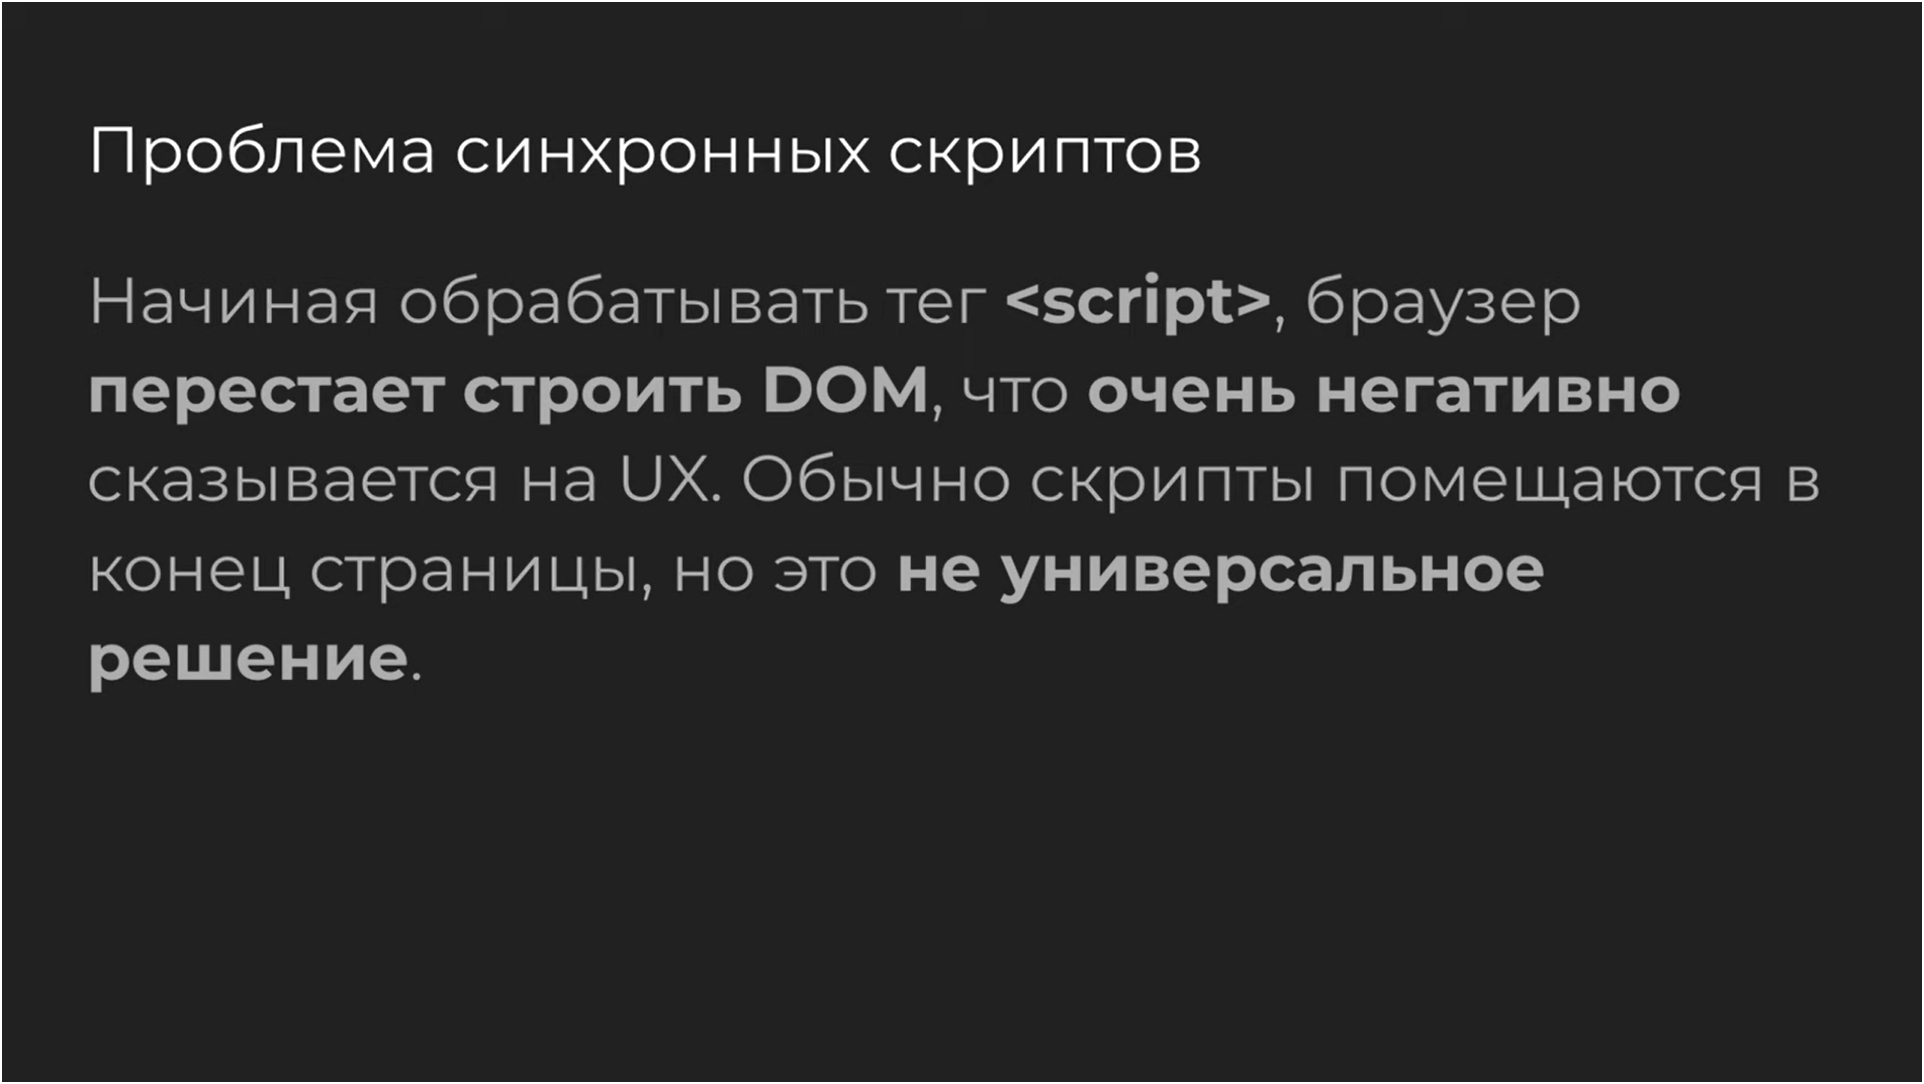 Проблема синхронных скриптов
Начиная обрабатывать тег <script>, браузер
перестает строить DOM, что очень негативно
сказывается на UX. Обычно скрипты помещаются в
конец страницы, но это не универсальное
решение.